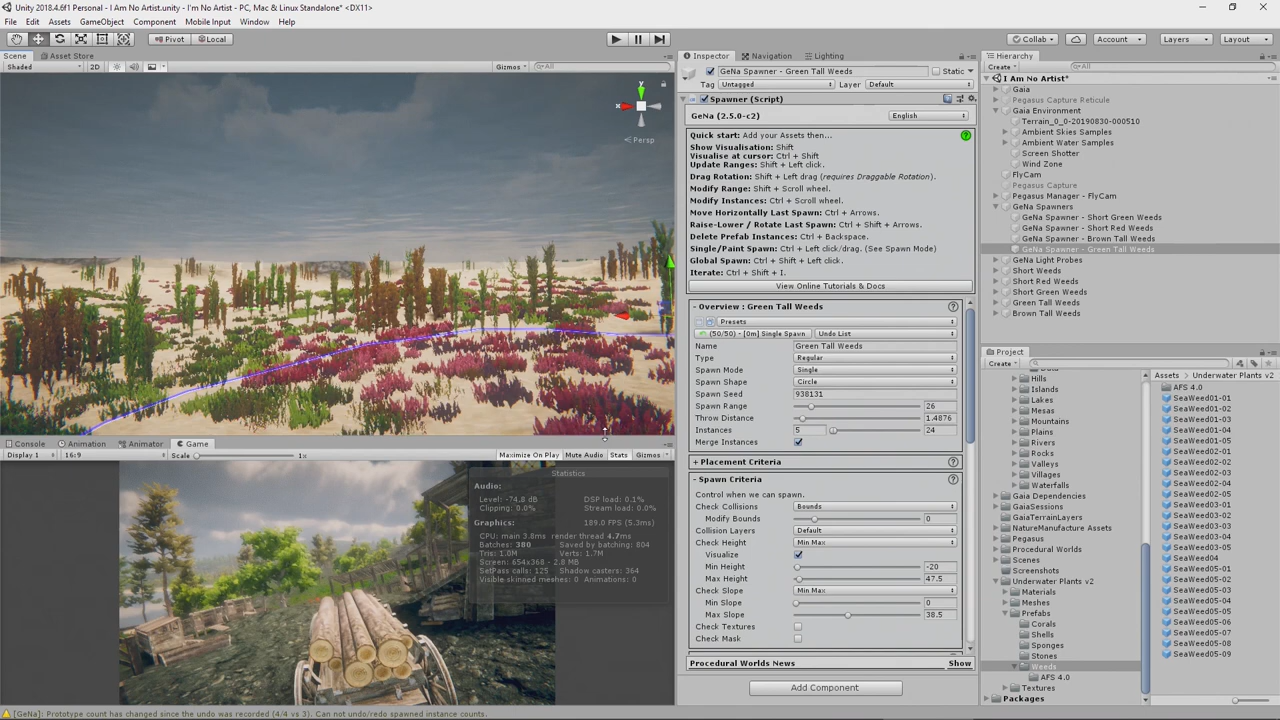 Unity 2018.4.6f1 Personal - I Am No Artist.unity - I'm No Artist - PC, Mac & Linux Standalone* <DX11>
File Edit Assets GameObject Component Mobile Input Window Help
Pivot Local
Collab Account Layers Layout
Scene Asset Store
Shaded 2D Gizmos All
y
x
Persp
Console Animation Animator Game
Display 1 16:9 Scale 1x Maximize On Play Mute Audio Stats Gizmos
Statistics
Audio:
Level: -74.8 dB DSP load: 0.1%
Clipping: 0.0% Stream load: 0.0%
Graphics: 189.0 FPS (5.3ms)
CPU: main 3.8ms render thread 4.7ms
Batches: 380 Saved by batching: 804
Tris: 1.0M Verts: 1.7M
Screen: 654x368 - 2.8 MB
SetPass calls: 125 Shadow casters: 364
Visible skinned meshes: 0 Animations: 0
[GeNa]: Prototype count has changed since the undo was recorded (4/4 vs 3). Can not undo/redo spawned instance counts.
Inspector Navigation Lighting
GeNa Spawner - Green Tall Weeds Static
Tag Untagged Layer Default
Spawner (Script)
GeNa (2.5.0-c2) English
Quick start: Add your Assets then...
Show Visualisation: Shift
Visualise at cursor: Ctrl + Shift
Update Ranges: Shift + Left click.
Drag Rotation: Shift + Left drag (requires Draggable Rotation).
Modify Range: Shift + Scroll wheel.
Modify Instances: Ctrl + Scroll wheel.
Move Horizontally Last Spawn: Ctrl + Arrows.
Raise-Lower / Rotate Last Spawn: Ctrl + Shift + Arrows.
Delete Prefab Instances: Ctrl + Backspace.
Single/Paint Spawn: Ctrl + Left click/drag. (See Spawn Mode)
Global Spawn: Ctrl + Shift + Left click.
Iterate: Ctrl + Shift + I.
View Online Tutorials & Docs
- Overview : Green Tall Weeds ?
Presets
(50/50) - [0m] Single Spawn Undo List
Name Green Tall Weeds
Type Regular
Spawn Mode Single
Spawn Shape Circle
Spawn Seed 938131
Spawn Range 26
Throw Distance 1.4876
Instances 5 24
Merge Instances
+ Placement Criteria ?
- Spawn Criteria ?
Control when we can spawn.
Check Collisions Bounds
Modify Bounds 0
Collision Layers Default
Check Height Min Max
Visualize
Min Height -20
Max Height 47.5
Check Slope Min Max
Min Slope 0
Max Slope 38.5
Check Textures
Check Mask
Procedural Worlds News Show
Add Component
Hierarchy
Create All
I Am No Artist*
Gaia
Pegasus Capture Reticule
Gaia Environment
Terrain_0_0-20190830-000510
Ambient Skies Samples
Ambient Water Samples
Screen Shotter
Wind Zone
FlyCam
Pegasus Capture
Pegasus Manager - FlyCam
GeNa Spawners
GeNa Spawner - Short Green Weeds
GeNa Spawner - Short Red Weeds
GeNa Spawner - Brown Tall Weeds
GeNa Spawner - Green Tall Weeds
GeNa Light Probes
Short Weeds
Short Red Weeds
Short Green Weeds
Green Tall Weeds
Brown Tall Weeds
Project
Create
Hills
Islands
Lakes
Mesas
Mountains
Plains
Rivers
Rocks
Valleys
Villages
Waterfalls
Gaia Dependencies
GaiaSessions
GaiaTerrainLayers
NatureManufacture Assets
Pegasus
Procedural Worlds
Scenes
Screenshots
Underwater Plants v2
Materials
Meshes
Prefabs
Corals
Shells
Sponges
Stones
Weeds
AFS 4.0
Textures
Packages
Assets Underwater Plants v2
AFS 4.0
SeaWeed01-01
SeaWeed01-02
SeaWeed01-03
SeaWeed01-04
SeaWeed01-05
SeaWeed02-01
SeaWeed02-02
SeaWeed02-03
SeaWeed02-04
SeaWeed02-05
SeaWeed03-01
SeaWeed03-02
SeaWeed03-03
SeaWeed03-04
SeaWeed03-05
SeaWeed04
SeaWeed05-01
SeaWeed05-02
SeaWeed05-03
SeaWeed05-04
SeaWeed05-05
SeaWeed05-06
SeaWeed05-07
SeaWeed05-08
SeaWeed05-09